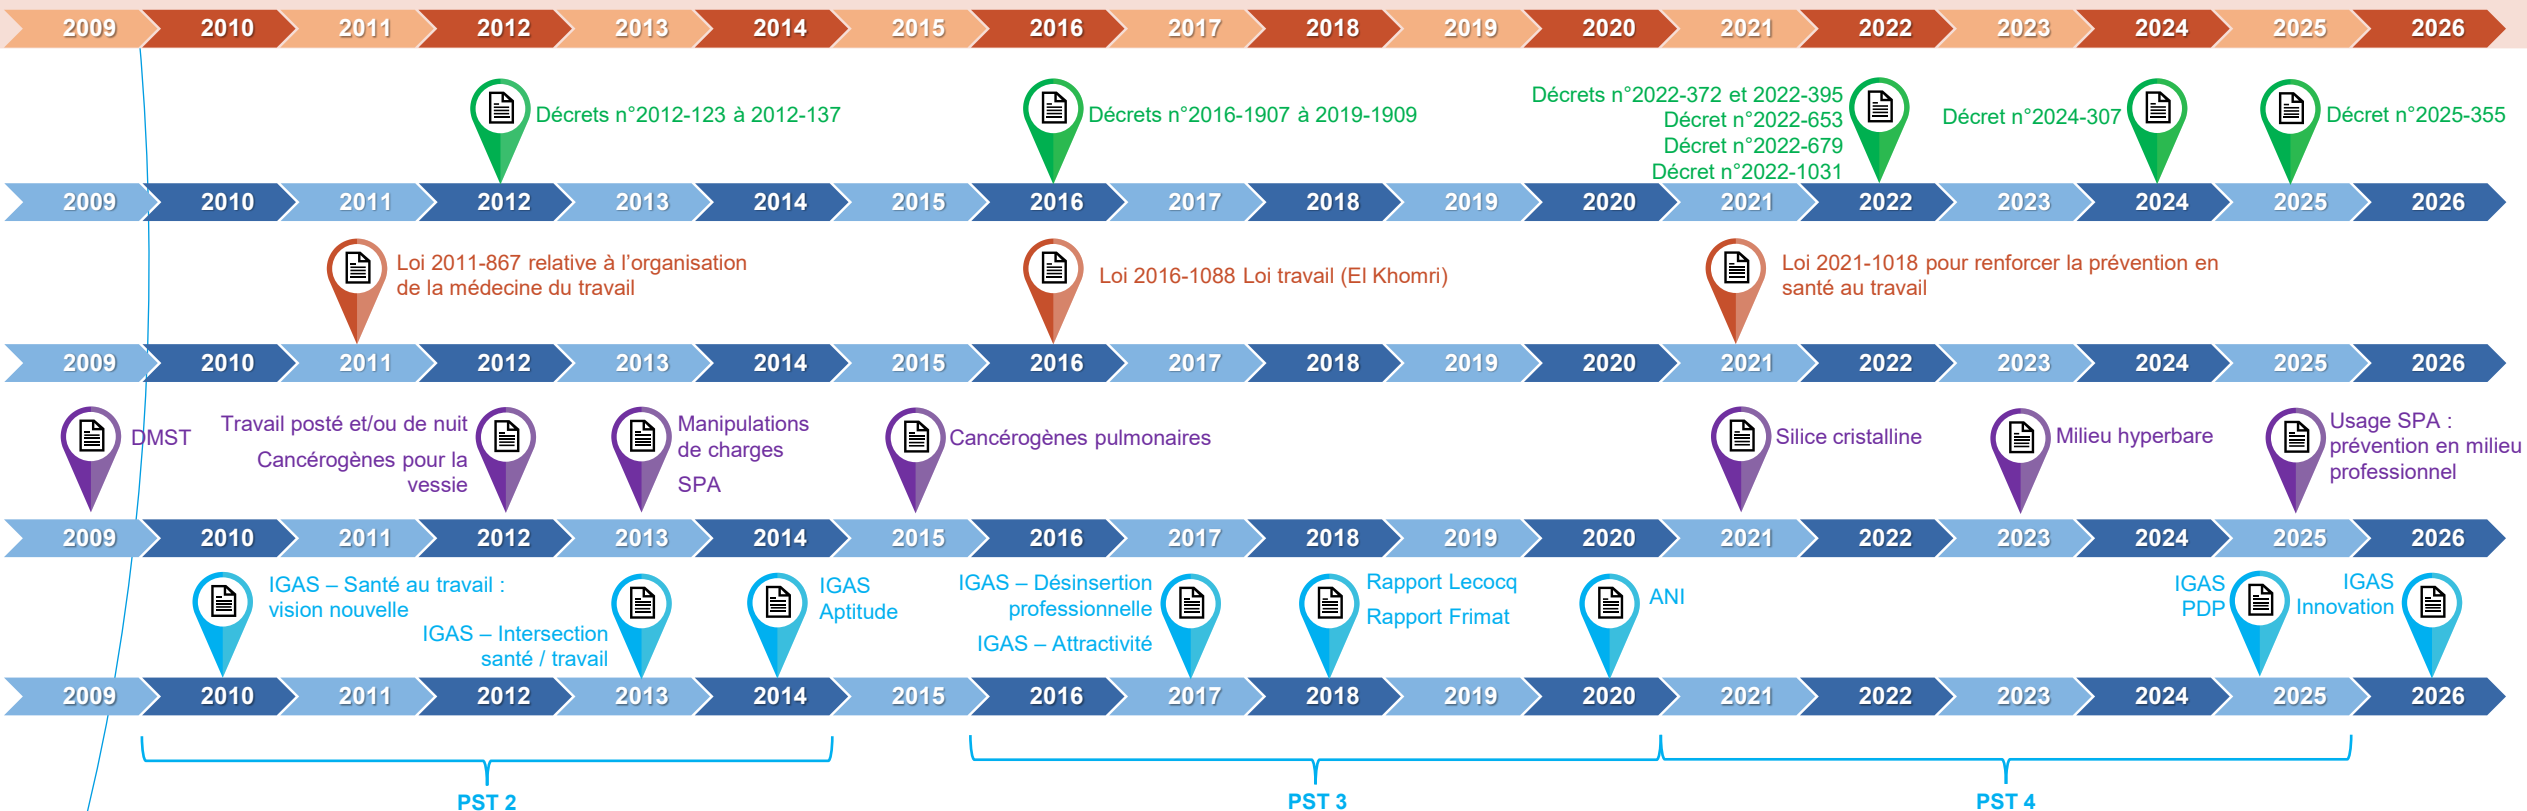 2009 2010 2011 2012 2013 2014 2015 2016 2017 2018 2019 2020 2021 2022 2023 2024 2025 2026
Décrets n°2012-123 à 2012-137
Décrets n°2016-1907 à 2019-1909
Décrets n°2022-372 et 2022-395
Décret n°2022-653
Décret n°2022-679
Décret n°2022-1031
Décret n°2024-307
Décret n°2025-355
2009 2010 2011 2012 2013 2014 2015 2016 2017 2018 2019 2020 2021 2022 2023 2024 2025 2026
Loi 2011-867 relative à l'organisation
de la médecine du travail
Loi 2016-1088 Loi travail (El Khomri)
Loi 2021-1018 pour renforcer la prévention en
santé au travail
2009 2010 2011 2012 2013 2014 2015 2016 2017 2018 2019 2020 2021 2022 2023 2024 2025 2026
DMST
Travail posté et/ou de nuit
Cancérogènes pour la
vessie
Manipulations
de charges
SPA
Cancérogènes pulmonaires
Silice cristalline
Milieu hyperbare
Usage SPA :
prévention en milieu
professionnel
2009 2010 2011 2012 2013 2014 2015 2016 2017 2018 2019 2020 2021 2022 2023 2024 2025 2026
IGAS – Santé au travail :
vision nouvelle
IGAS – Intersection
santé / travail
IGAS
Aptitude
IGAS – Désinsertion
professionnelle
IGAS – Attractivité
Rapport Lecocq
Rapport Frimat
ANI
IGAS
PDP
IGAS
Innovation
2009 2010 2011 2012 2013 2014 2015 2016 2017 2018 2019 2020 2021 2022 2023 2024 2025 2026
PST 2
PST 3
PST 4